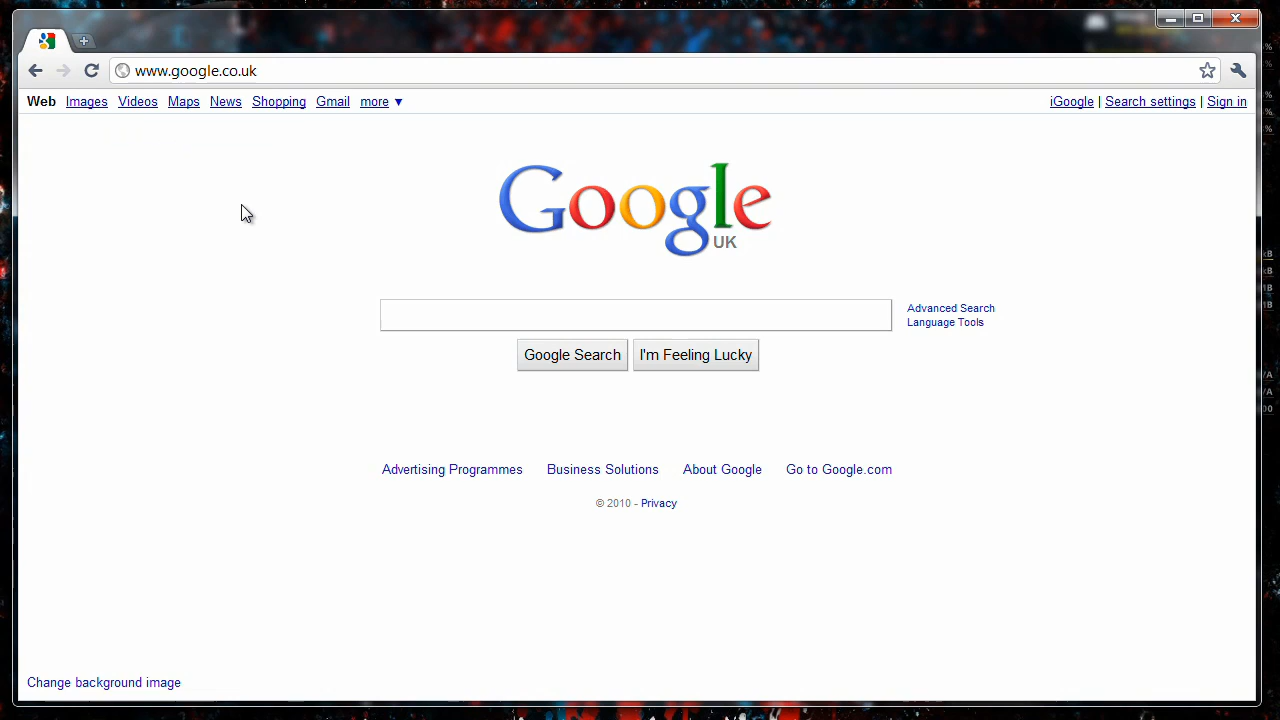 www.google.co.uk
Web Images Videos Maps News Shopping Gmail more ▼ iGoogle | Search settings | Sign in
Google
UK
Advanced Search
Language Tools
Google Search I'm Feeling Lucky
Advertising Programmes Business Solutions About Google Go to Google.com
© 2010 - Privacy
Change background image